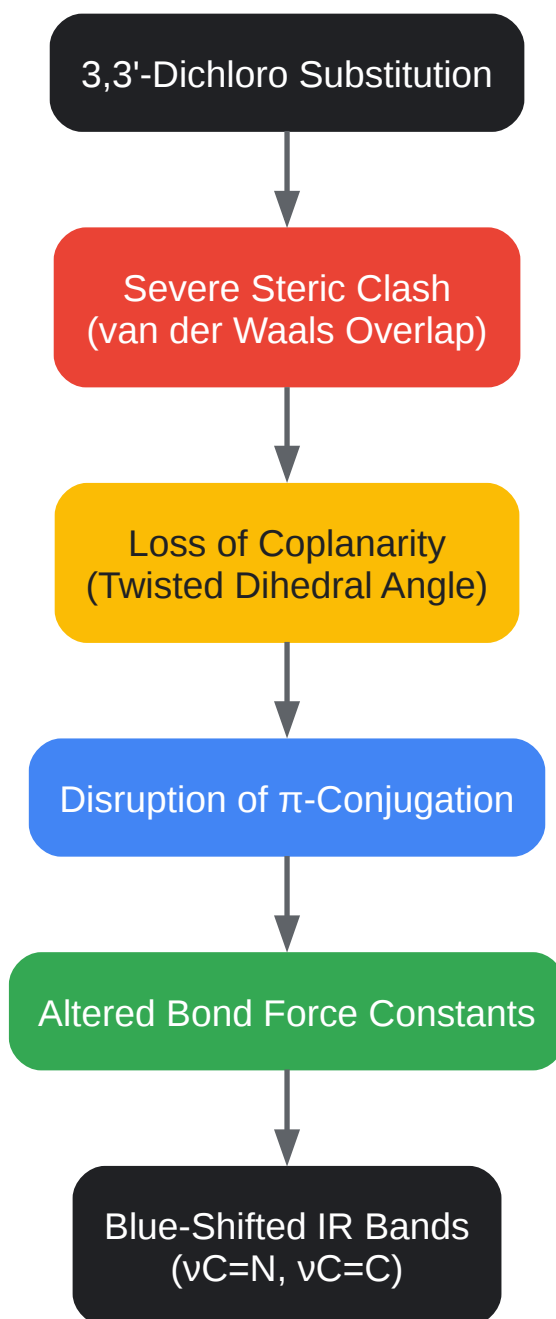 3,3'-Dichloro Substitution
Severe Steric Clash
(van der Waals Overlap)
Loss of Coplanarity
(Twisted Dihedral Angle)
Disruption of π-Conjugation
Altered Bond Force Constants
Blue-Shifted IR Bands
(νC=N, νC=C)